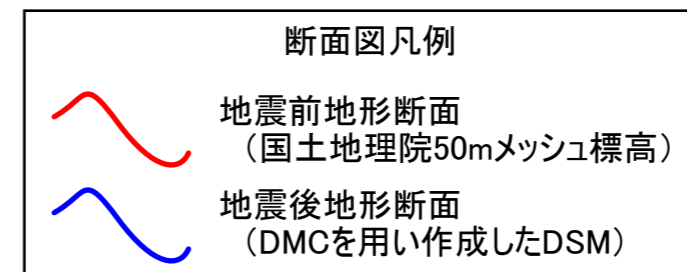 断面図凡例
地震前地形断面
（国土地理院50mメッシュ標高）
地震後地形断面
（DMCを用い作成したDSM）